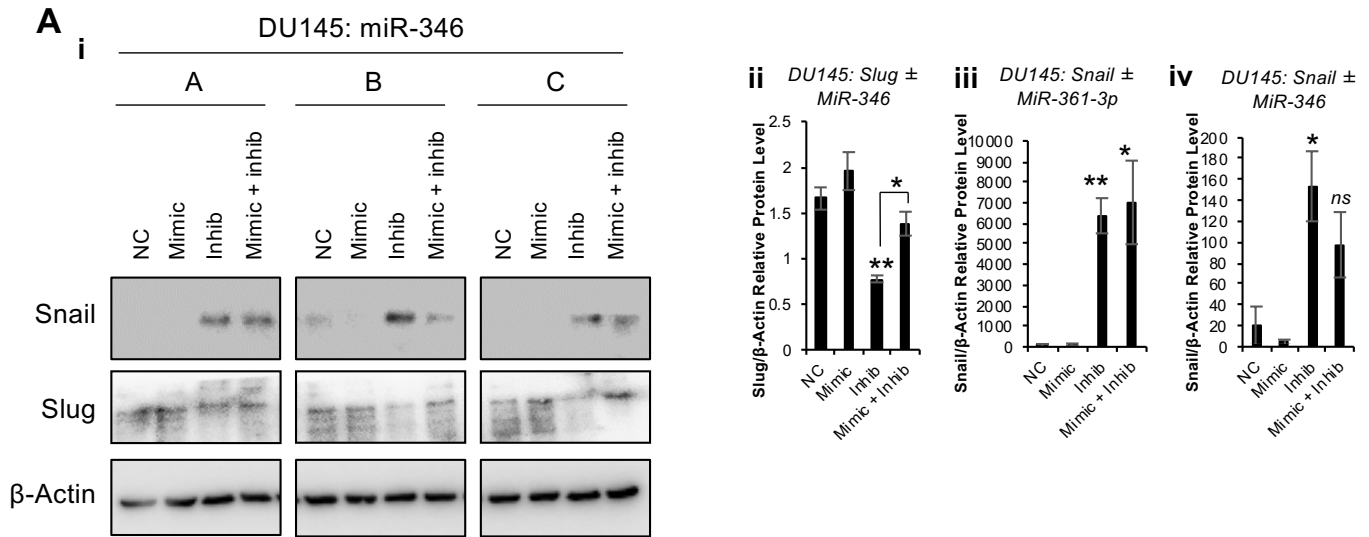 A
i
DU145: miR-346
A B C
NC Mimic Inhib Mimic + inhib NC Mimic Inhib Mimic + inhib NC Mimic Inhib Mimic + inhib
Snail
Slug
β-Actin
ii
DU145: Slug ±
MiR-346
Slug/β-Actin Relative Protein Level
2.5
2
1.5
1
0.5
0
**
*
NC Mimic Inhib Mimic + Inhib
iii
DU145: Snail ±
MiR-361-3p
Snail/β-Actin Relative Protein Level
10000
9000
8000
7000
6000
5000
4000
3000
2000
1000
0
**
*
NC Mimic Inhib Mimic + Inhib
iv
DU145: Snail ±
MiR-346
Snail/β-Actin Relative Protein Level
200
180
160
140
120
100
80
60
40
20
0
*
ns
NC Mimic Inhib Mimic + Inhib